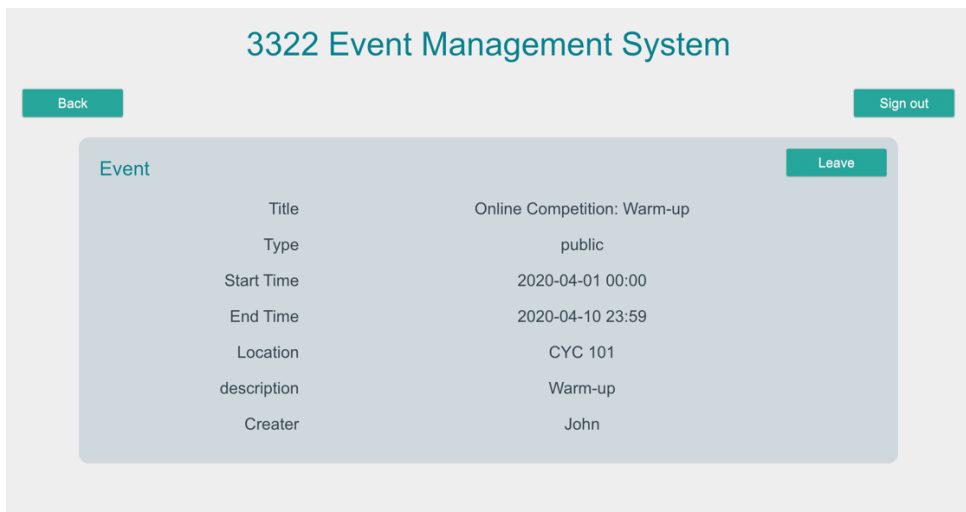 3322 Event Management System
Back Sign out
Event Leave
Title Online Competition: Warm-up
Type public
Start Time 2020-04-01 00:00
End Time 2020-04-10 23:59
Location CYC 101
description Warm-up
Creater John